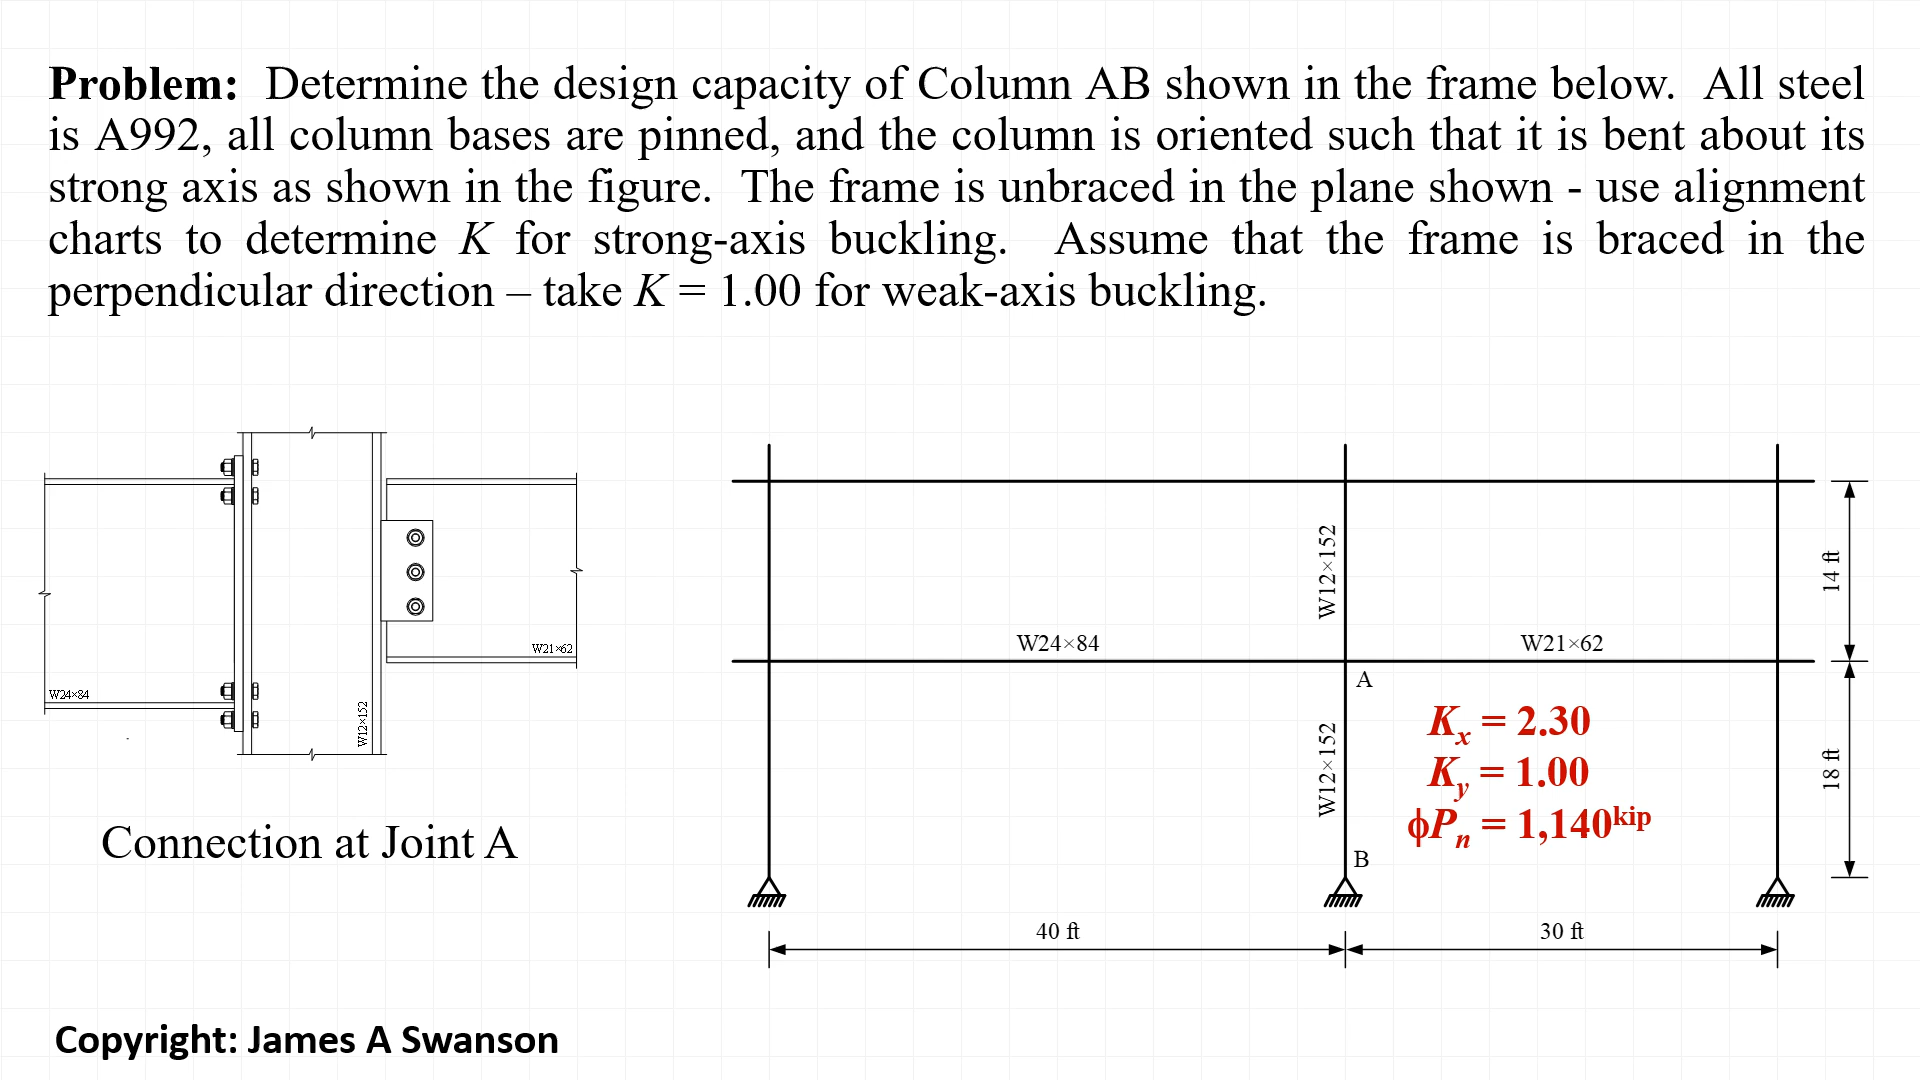 Problem: Determine the design capacity of Column AB shown in the frame below. All steel
is A992, all column bases are pinned, and the column is oriented such that it is bent about its
strong axis as shown in the figure. The frame is unbraced in the plane shown - use alignment
charts to determine K for strong-axis buckling. Assume that the frame is braced in the
perpendicular direction – take K = 1.00 for weak-axis buckling.
W24×84
W12×152
W21×62
Connection at Joint A
W12×152
W24×84
W21×62
14 ft
A
W12×152
B
K_x = 2.30
K_y = 1.00
ϕP_n = 1,140^kip
18 ft
40 ft
30 ft
Copyright: James A Swanson